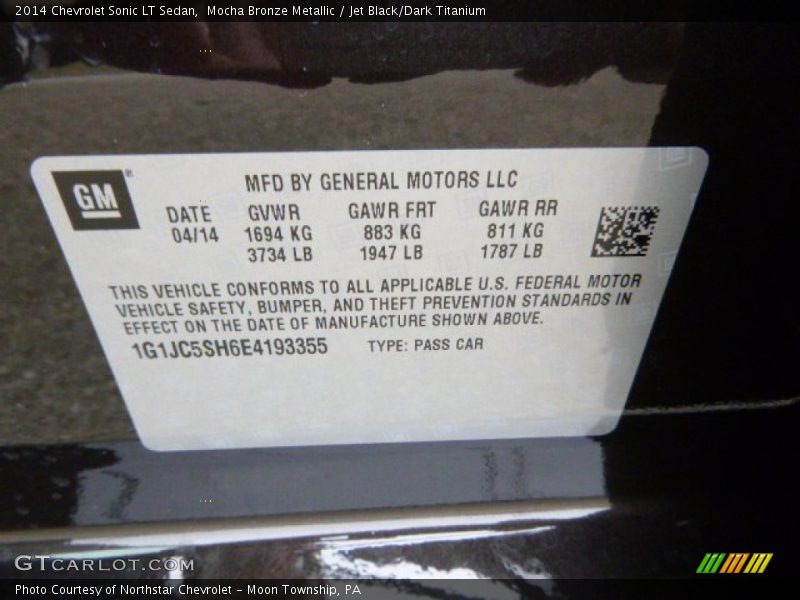 2014 Chevrolet Sonic LT Sedan,  Mocha Bronze Metallic / Jet Black/Dark Titanium
GM
MFD BY GENERAL MOTORS LLC
DATE GVWR GAWR FRT GAWR RR
04/14 1694 KG 883 KG 811 KG
3734 LB 1947 LB 1787 LB
THIS VEHICLE CONFORMS TO ALL APPLICABLE U.S. FEDERAL MOTOR
VEHICLE SAFETY, BUMPER, AND THEFT PREVENTION STANDARDS IN
EFFECT ON THE DATE OF MANUFACTURE SHOWN ABOVE.
1G1JC5SH6E4193355 TYPE: PASS CAR
GTCARLOT.COM
Photo Courtesy of Northstar Chevrolet - Moon Township, PA